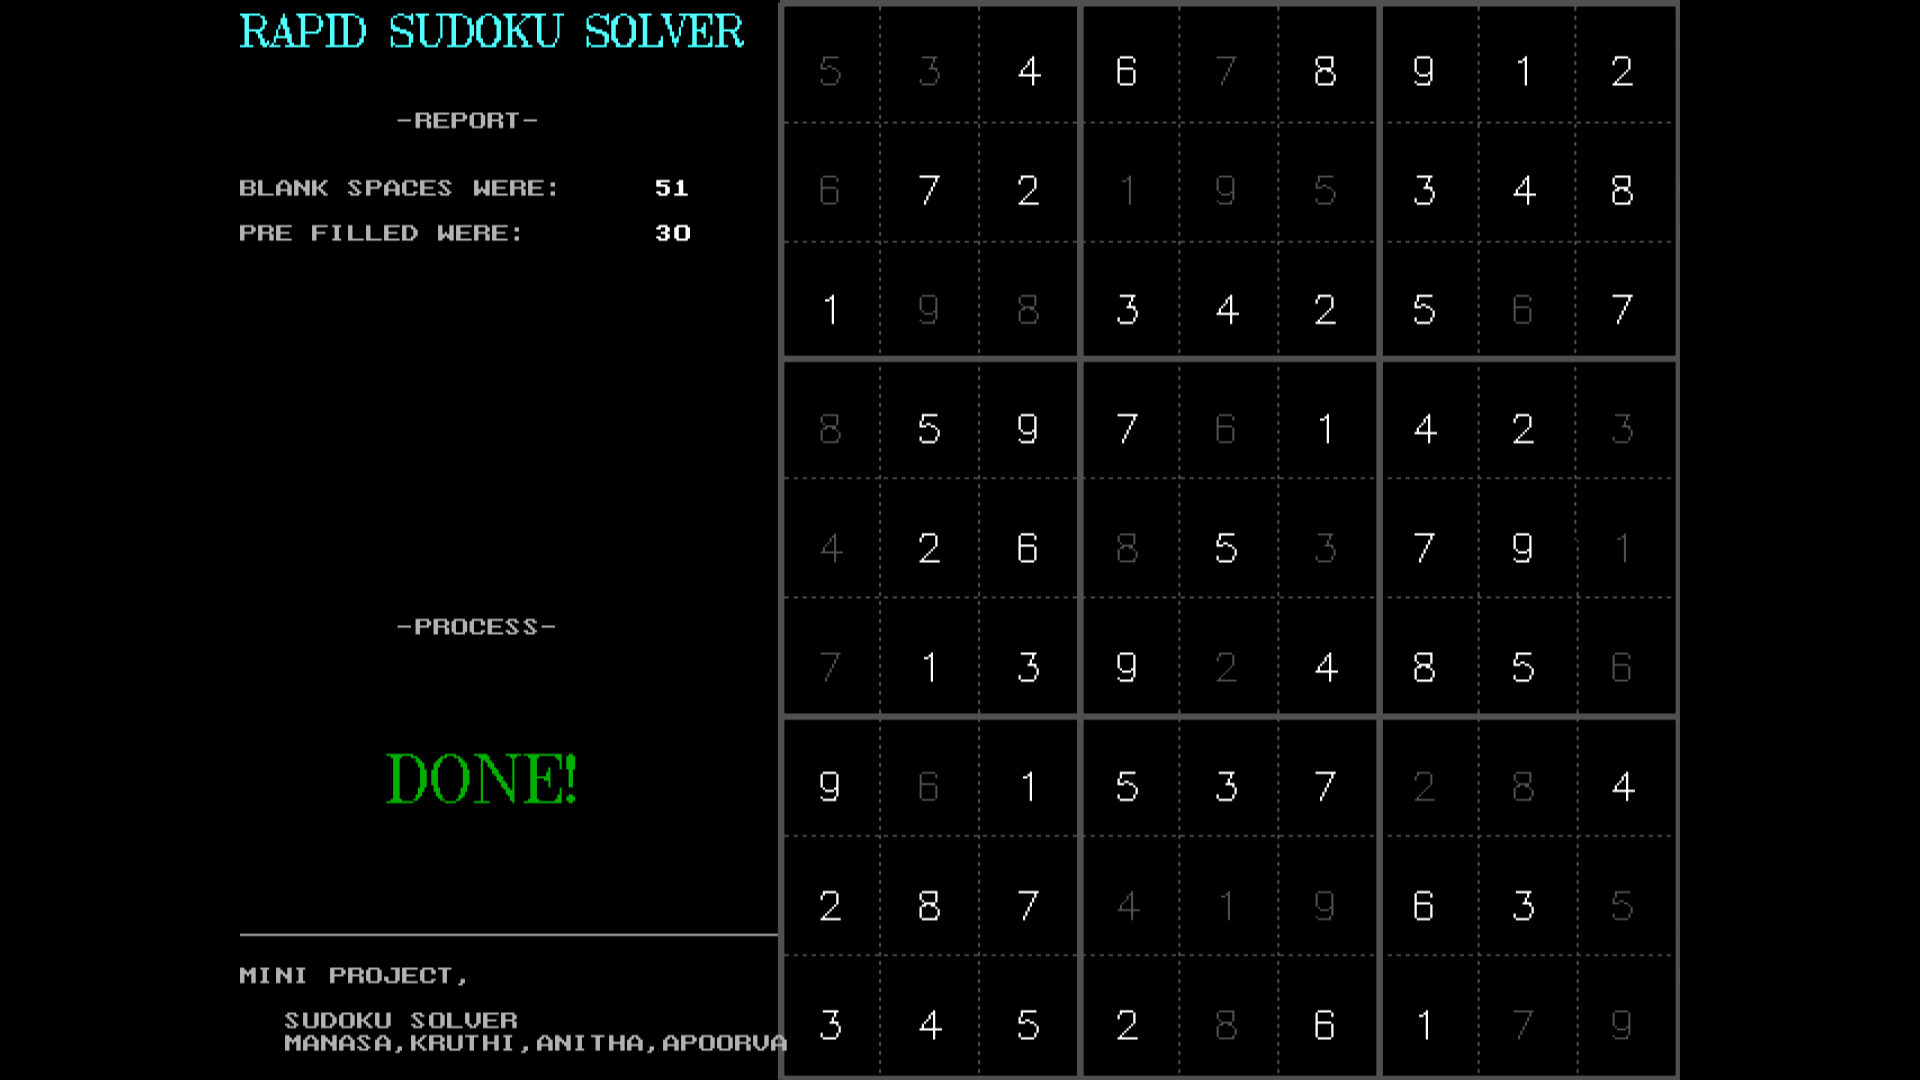 RAPID SUDOKU SOLVER
-REPORT-
BLANK SPACES WERE: 51
PRE FILLED WERE: 30
-PROCESS-
DONE!
MINI PROJECT,
SUDOKU SOLVER
MANASA,KRUTHI,ANITHA,APOORVA
5 3 4 6 7 8 9 1 2
6 7 2 1 9 5 3 4 8
1 9 8 3 4 2 5 6 7
8 5 9 7 6 1 4 2 3
4 2 6 8 5 3 7 9 1
7 1 3 9 2 4 8 5 6
9 6 1 5 3 7 2 8 4
2 8 7 4 1 9 6 3 5
3 4 5 2 8 6 1 7 9